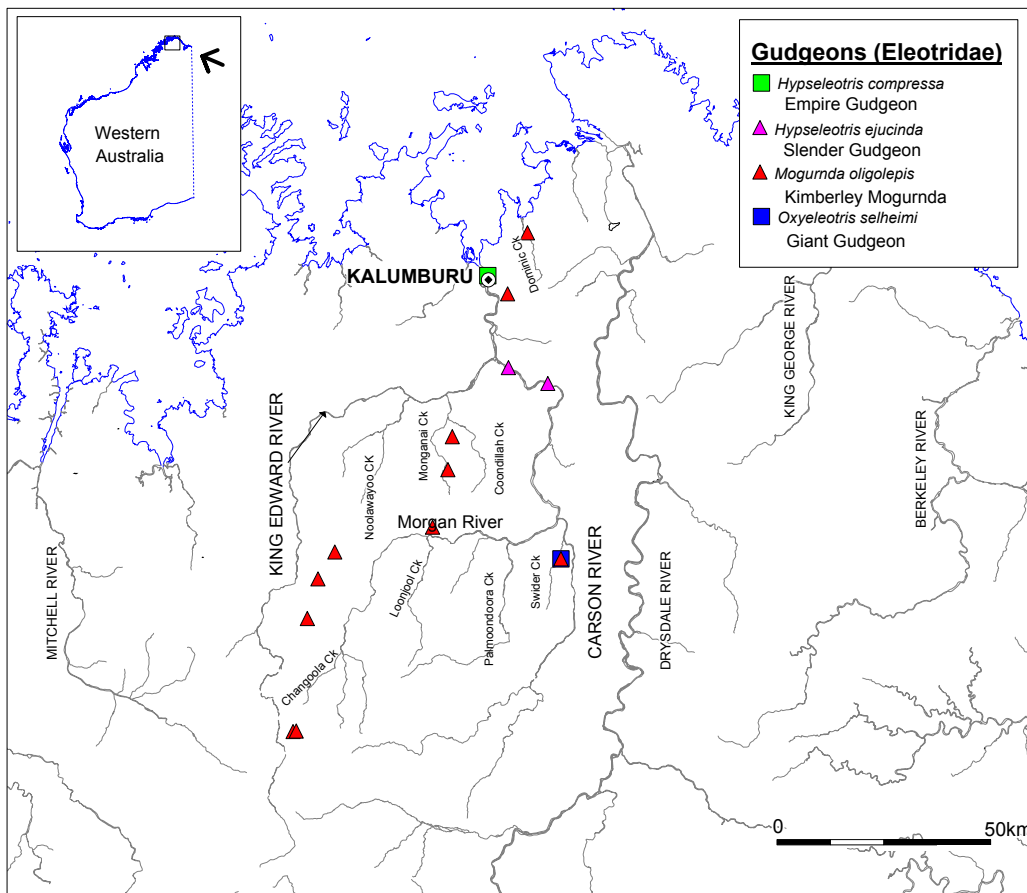 Western
Australia
Gudgeons (Eleotridae)
Hypseleotris compressa
Empire Gudgeon
Hypseleotris ejucinda
Slender Gudgeon
Mogurnda oligolepis
Kimberley Mogurnda
Oxyeleotris selheimi
Giant Gudgeon
KALUMBURU
Dominic Ck
KING GEORGE RIVER
BERKELEY RIVER
KING EDWARD RIVER
Noolawayoo CK
Monganai Ck
Coondillah Ck
Morgan River
MITCHELL RIVER
Loonjool Ck
Palmoondoora Ck
Swider Ck
CARSON RIVER
DRYSDALE RIVER
Changoola Ck
0 50km